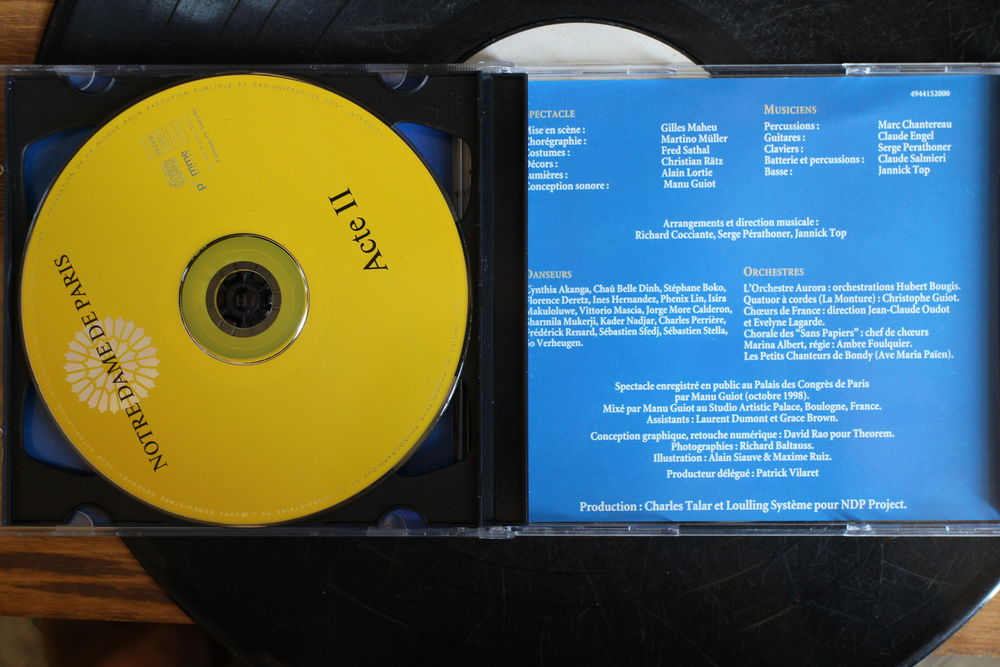 NOTRE DAME DE PARIS
Acte II
4944152000
SPECTACLE
Mise en scène : Gilles Maheu
Chorégraphie : Martino Müller
Costumes : Fred Sathal
Décors : Christian Rätz
Lumières : Alain Lortie
Conception sonore : Manu Guiot
MUSICIENS
Percussions : Marc Chantereau
Guitares : Claude Engel
Claviers : Serge Perathoner
Batterie et percussions : Claude Salmieri
Basse : Jannick Top
Arrangements et direction musicale :
Richard Cocciante, Serge Pérathoner, Jannick Top
DANSEURS
Cynthia Akanga, Chaû Belle Dinh, Stéphane Boko,
Florence Deretz, Ines Hernandez, Phenix Lin, Isira
Makuloluwe, Vittorio Mascia, Jorge More Calderon,
Sharmila Mukerji, Kader Nadjar, Charles Perrière,
Frédérick Renard, Sébastien Sfedj, Sébastien Stella,
Bo Verheugen.
ORCHESTRES
L'Orchestre Aurora : orchestrations Hubert Bougis.
Quatuor à cordes (La Monture) : Christophe Guiot.
Chœurs de France : direction Jean-Claude Oudot
et Evelyne Lagarde.
Chorale des "Sans Papiers" : chef de chœurs
Marina Albert, régie : Ambre Foulquier.
Les Petits Chanteurs de Bondy (Ave Maria Païen).
Spectacle enregistré en public au Palais des Congrès de Paris
par Manu Guiot (octobre 1998).
Mixé par Manu Guiot au Studio Artistic Palace, Boulogne, France.
Assistants : Laurent Dumont et Grace Brown.
Conception graphique, retouche numérique : David Rao pour Theorem.
Photographies : Richard Baltauss.
Illustration : Alain Siauve & Maxime Ruiz.
Producteur délégué : Patrick Vilaret
Production : Charles Talar et Loulling Système pour NDP Project.